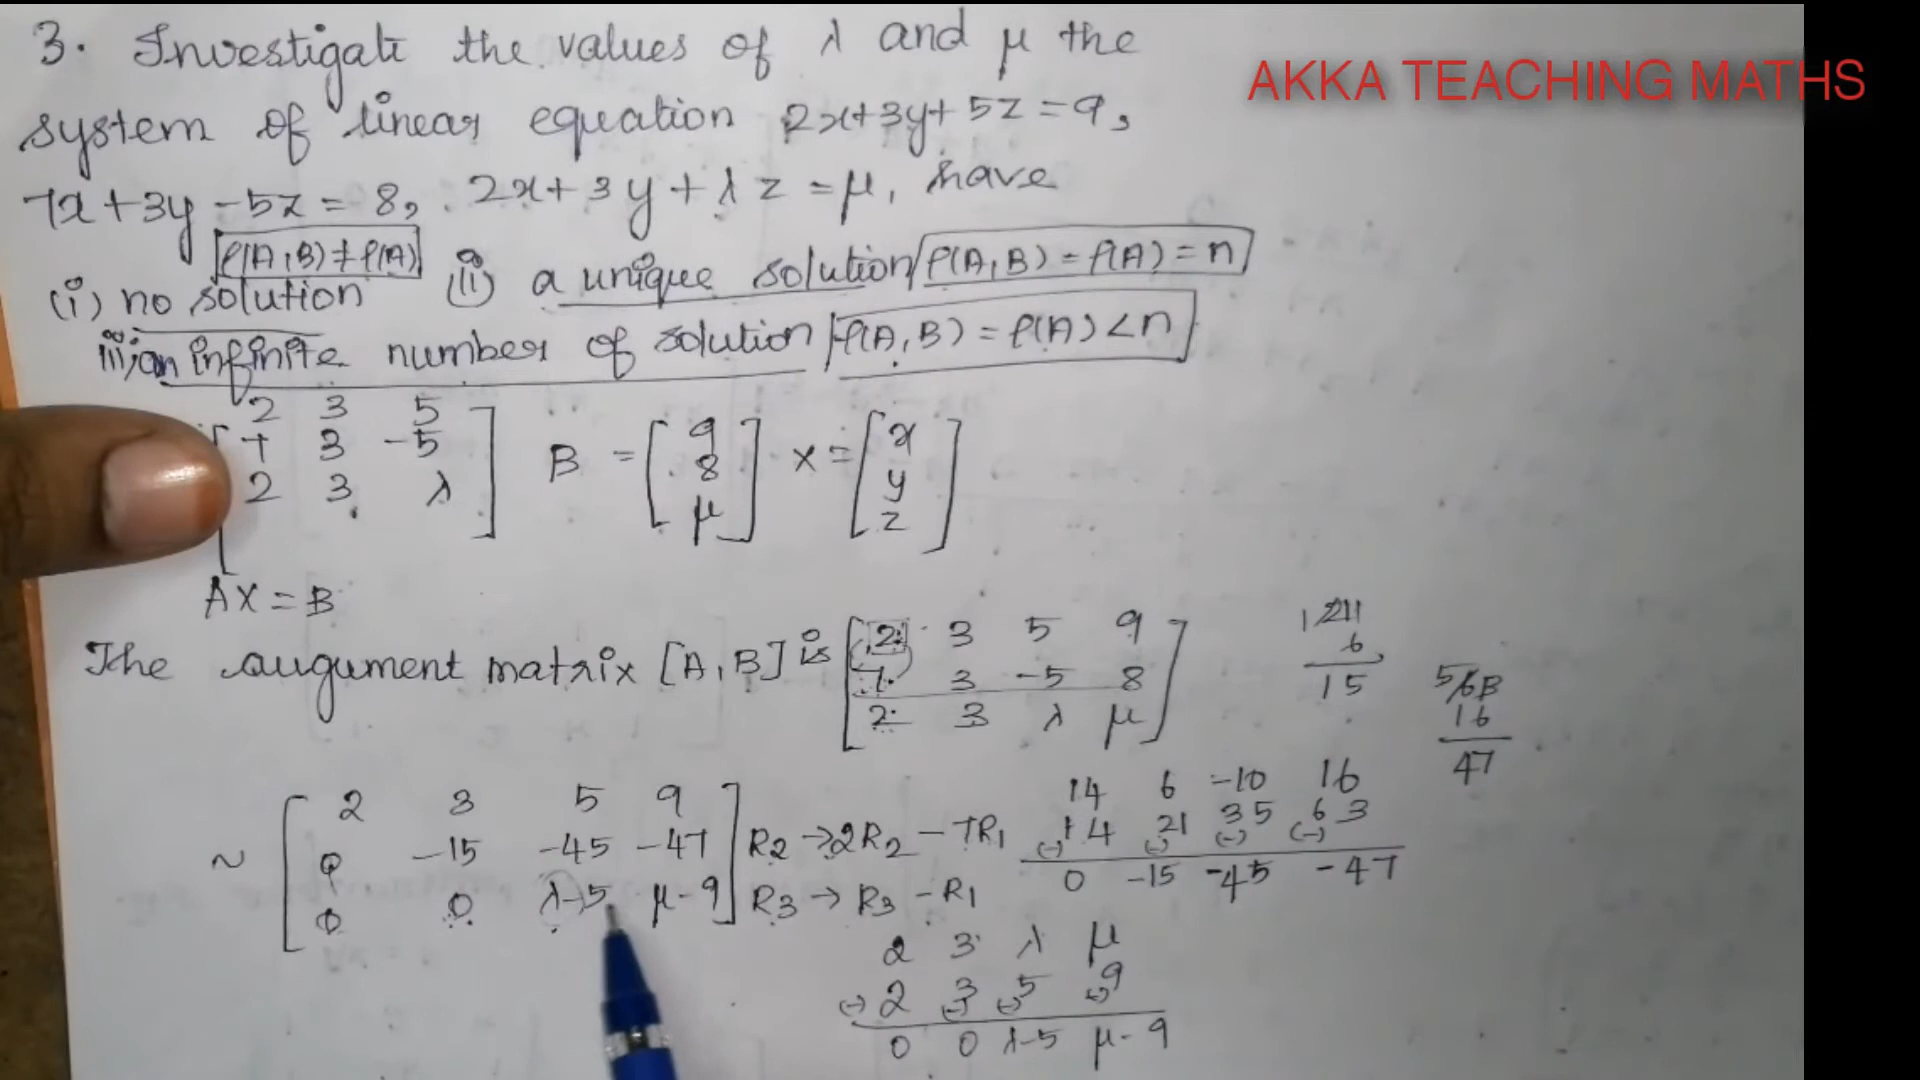 3. Investigate the values of λ and μ the
AKKA TEACHING MATHS
system of linear equation 2x+3y+5z=9,
7x+3y-5z=8, 2x+3y+λz=μ, have
ρ(A,B)≠ρ(A)
(i) no solution (ii) a unique solution ρ(A,B)=ρ(A)=n
iii) an infinite number of solution ρ(A,B)=ρ(A)<n
2 3 5
7 3 -5
2 3 λ
B = [9 8 μ] X = [x y z]
AX=B
The augument matrix [A,B] is
2 3 5 9
7 3 -5 8
2 3 λ μ
6
15
16
47
~
2 3 5 9
0 -15 -45 -47 R2→2R2-7R1
0 0 λ-5 μ-9 R3→R3-R1
14 6 -10 16
(-)14 21(-) 35(-) 63(-)
0 -15 -45 -47
2 3 λ μ
(-)2 (-)3 (-)5 (-)9
0 0 λ-5 μ-9